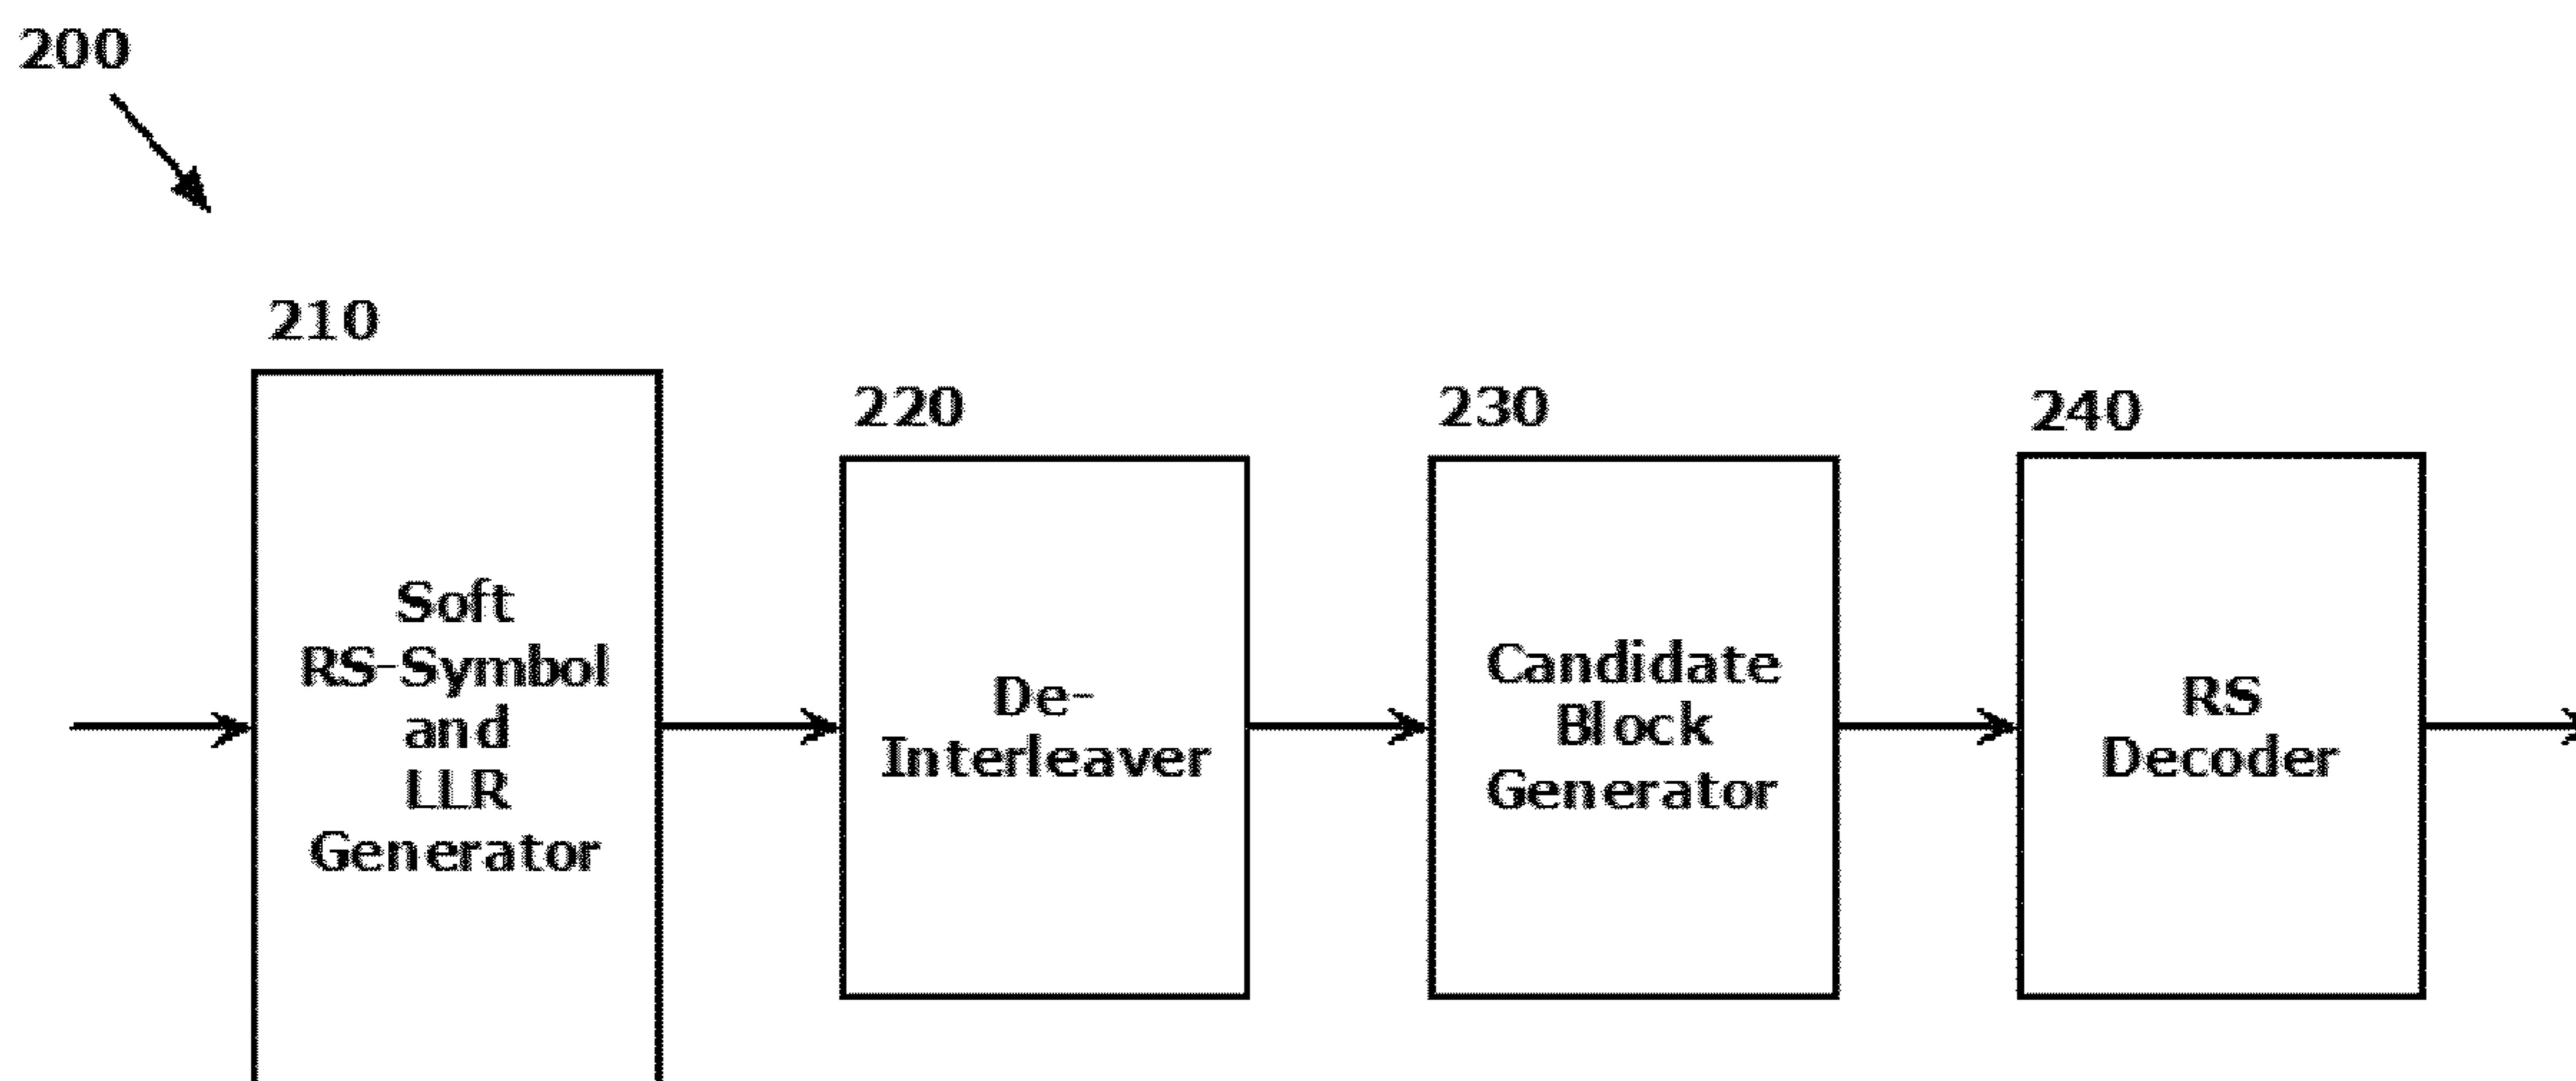 200
210
Soft
RS-Symbol
and
LLR
Generator
220
De-
Interleaver
230
Candidate
Block
Generator
240
RS
Decoder